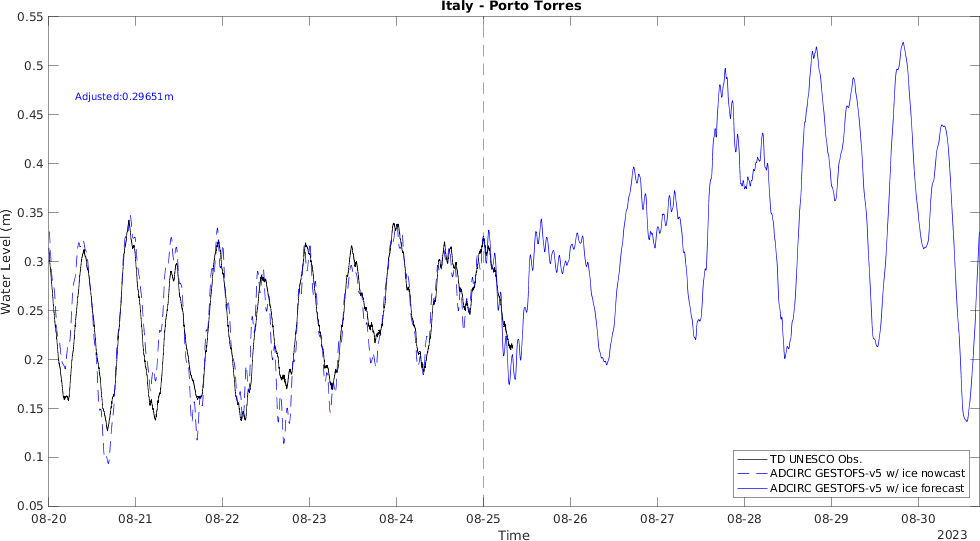 Italy - Porto Torres
0.55
0.5
0.45
0.4
0.35
0.3
0.25
0.2
0.15
0.1
0.05
Water Level (m)
Adjusted:0.29651m
TD UNESCO Obs.
ADCIRC GESTOFS-v5 w/ ice nowcast
ADCIRC GESTOFS-v5 w/ ice forecast
08-20 08-21 08-22 08-23 08-24 08-25 08-26 08-27 08-28 08-29 08-30
Time
2023